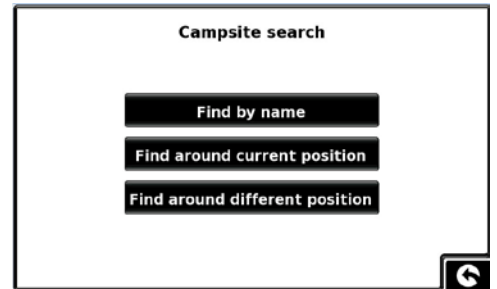 Campsite search
Find by name
Find around current position
Find around different position